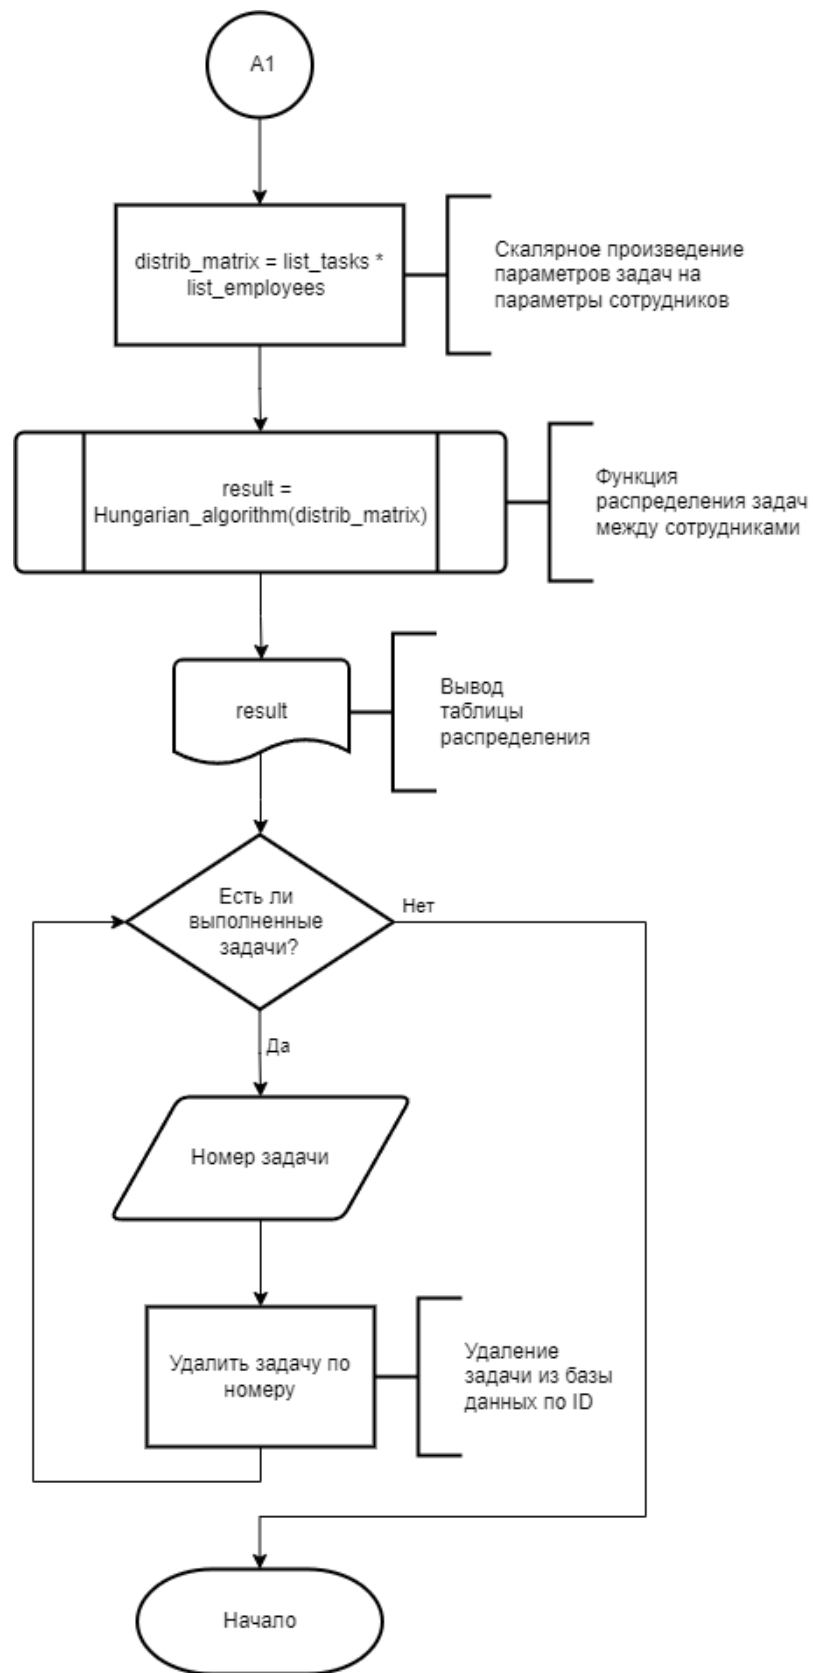 A1
distrib_matrix = list_tasks *
list_employees
Скалярное произведение
параметров задач на
параметры сотрудников
result =
Hungarian_algorithm(distrib_matrix)
Функция
распределения задач
между сотрудниками
result
Вывод
таблицы
распределения
Есть ли
выполненные
задачи?
Нет
Да
Номер задачи
Удалить задачу по
номеру
Удаление
задачи из базы
данных по ID
Начало